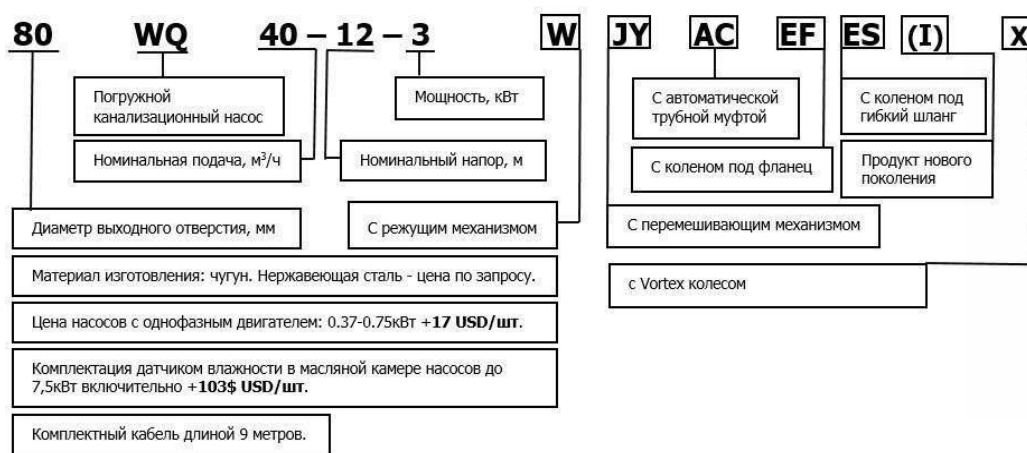 80 WQ 40 – 12 – 3 W JY AC EF ES (I) X
Погружной
канализационный насос
Мощность, кВт
С автоматической
трубной муфтой
С коленом под
гибкий шланг
Номинальная подача, м³/ч
Номинальный напор, м
С коленом под фланец
Продукт нового
поколения
Диаметр выходного отверстия, мм
С режущим механизмом
С перемешивающим механизмом
Материал изготовления: чугун. Нержавеющая сталь - цена по запросу.
с Vortex колесом
Цена насосов с однофазным двигателем: 0.37-0.75кВт +17 USD/шт.
Комплектация датчиком влажности в масляной камере насосов до
7,5кВт включительно +103$ USD/шт.
Комплектный кабель длиной 9 метров.